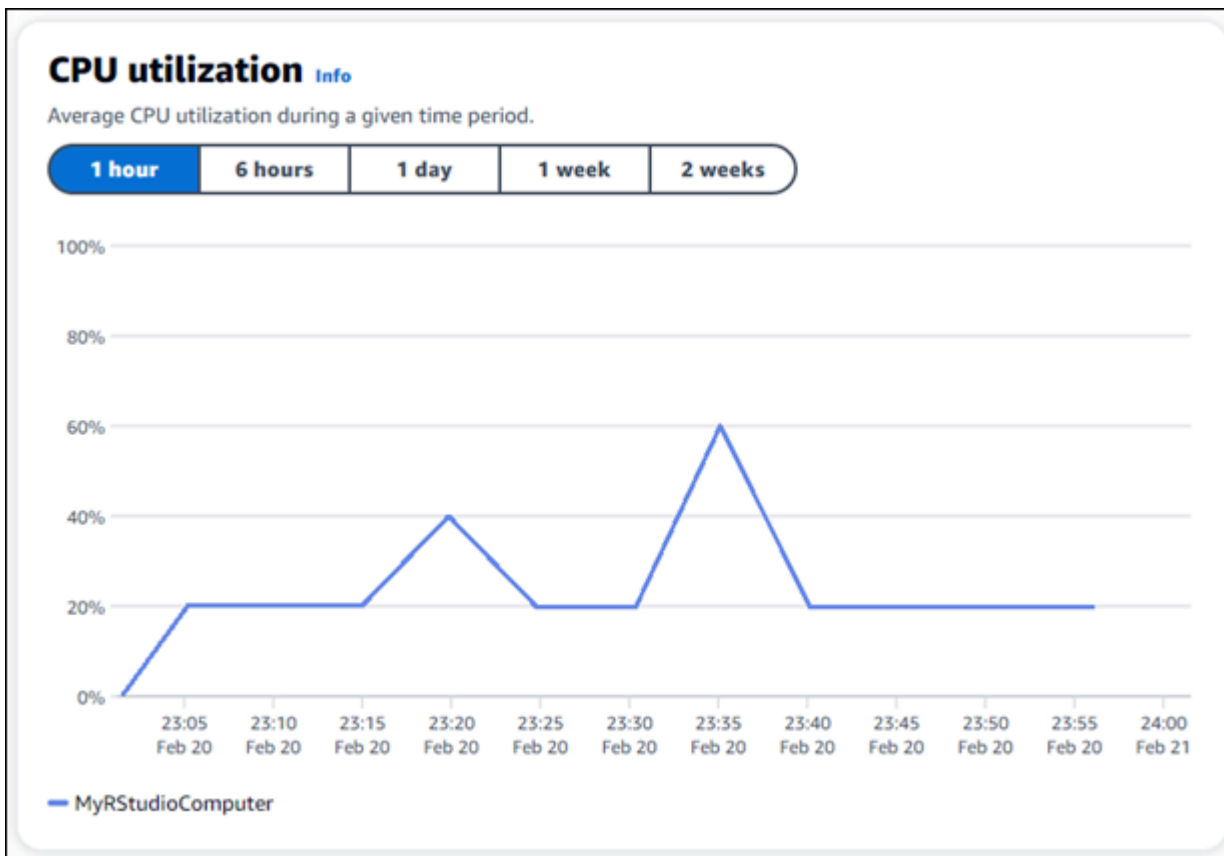 CPU utilization Info
Average CPU utilization during a given time period.
1 hour 6 hours 1 day 1 week 2 weeks
100%
80%
60%
40%
20%
0%
23:05 23:10 23:15 23:20 23:25 23:30 23:35 23:40 23:45 23:50 23:55 24:00
Feb 20 Feb 20 Feb 20 Feb 20 Feb 20 Feb 20 Feb 20 Feb 20 Feb 20 Feb 20 Feb 20 Feb 21
MyRStudioComputer